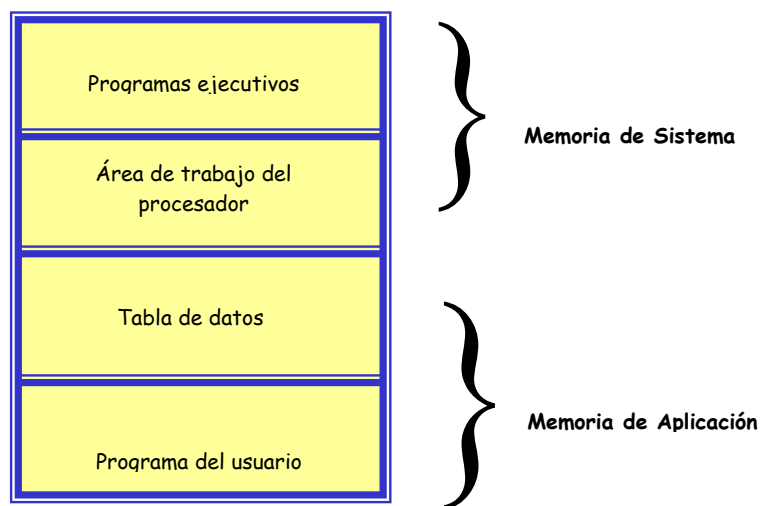 Programas ejecutivos
Memoria de Sistema
Área de trabajo del
procesador
Tabla de datos
Memoria de Aplicación
Programa del usuario